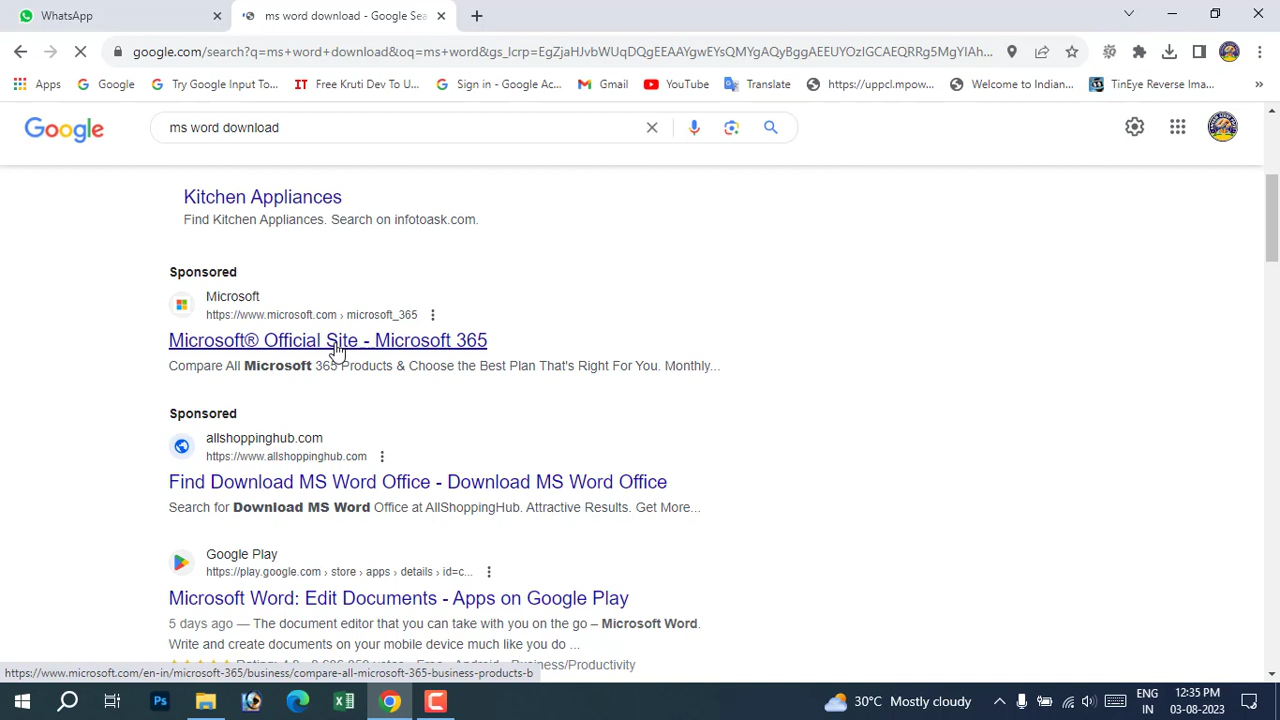 WhatsApp
ms word download - Google Sea
google.com/search?q=ms+word+download&oq=ms+word&gs_lcrp=EgZjaHJvbWUqDQgEEAAYgwEYsQMYgAQyBggAEEUYOzIGCAEQRRg5MgYIAh...
Apps
Google
Try Google Input To...
Free Kruti Dev To U...
Sign in - Google Ac...
Gmail
YouTube
Translate
https://uppcl.mpow...
Welcome to Indian...
TinEye Reverse Ima...
»
Google
ms word download
Kitchen Appliances
Find Kitchen Appliances. Search on infotoask.com.
Sponsored
Microsoft
https://www.microsoft.com › microsoft_365
Microsoft® Official Site - Microsoft 365
Compare All Microsoft 365 Products & Choose the Best Plan That's Right For You. Monthly...
Sponsored
allshoppinghub.com
https://www.allshoppinghub.com
Find Download MS Word Office - Download MS Word Office
Search for Download MS Word Office at AllShoppingHub. Attractive Results. Get More...
Google Play
https://play.google.com › store › apps › details › id=c...
Microsoft Word: Edit Documents - Apps on Google Play
5 days ago — The document editor that you can take with you on the go – Microsoft Word.
Write and create documents on your mobile device much like you do ...
Free Android Business/Productivity
https://www.microsoft.com/en-in/microsoft-365/business/compare-all-microsoft-365-business-products-b
Ps
30°C Mostly cloudy
ENG
IN
12:35 PM
03-08-2023